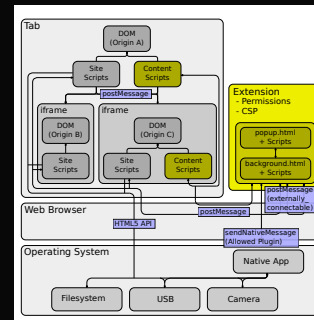 Tab
DOM
(Origin A)
Site
Scripts
Content
Scripts
postMessage
iframe
DOM
(Origin B)
Site
Scripts
iframe
DOM
(Origin C)
Site
Scripts
Content
Scripts
Extension
- Permissions
- CSP
popup.html
+ Scripts
background.html
+ Scripts
postMessage
(externally_
connectable)
Web Browser
postMessage
HTML5 API
sendNativeMessage
(Allowed Plugin)
Operating System
Native App
Filesystem
USB
Camera